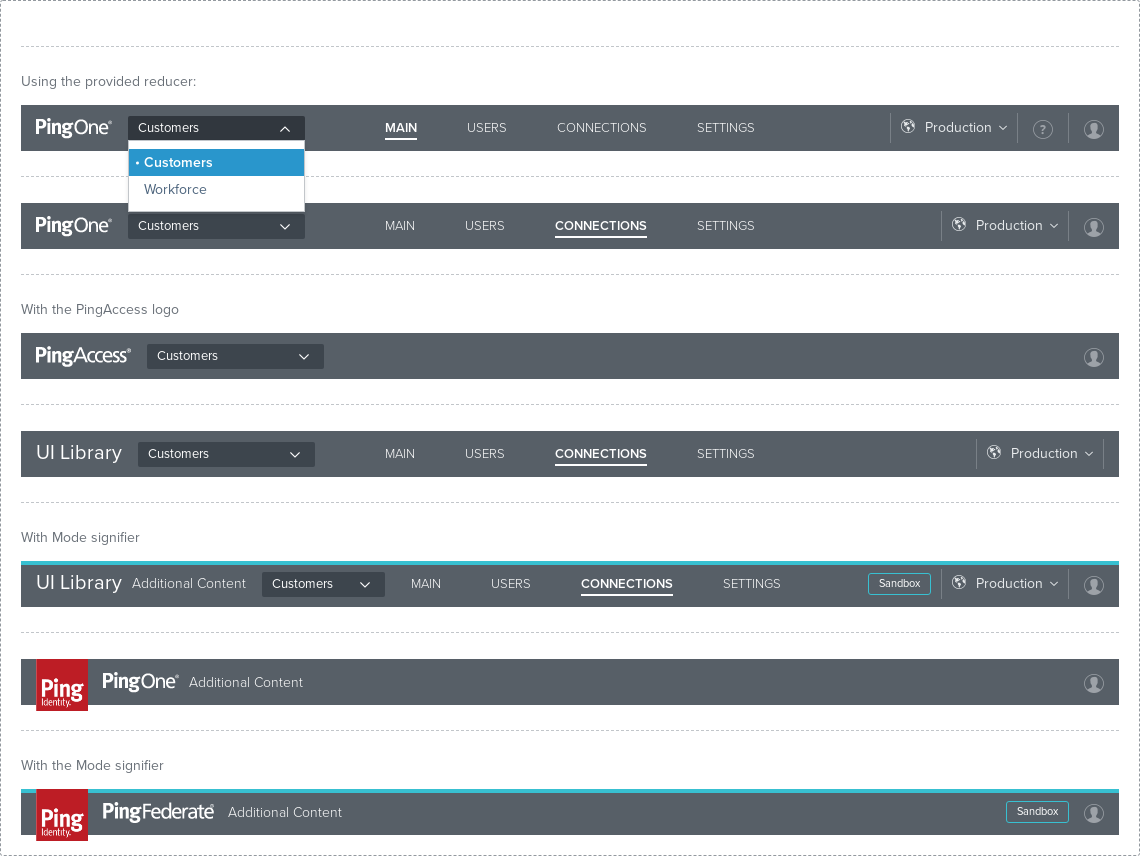 Using the provided reducer:
PingOne® Customers MAIN USERS CONNECTIONS SETTINGS Production ?
• Customers
Workforce
PingOne® Customers MAIN USERS CONNECTIONS SETTINGS Production
With the PingAccess logo
PingAccess® Customers
UI Library Customers MAIN USERS CONNECTIONS SETTINGS Production
With Mode signifier
UI Library Additional Content Customers MAIN USERS CONNECTIONS SETTINGS Sandbox Production
Ping Identity. PingOne® Additional Content
With the Mode signifier
Ping Identity. PingFederate® Additional Content Sandbox